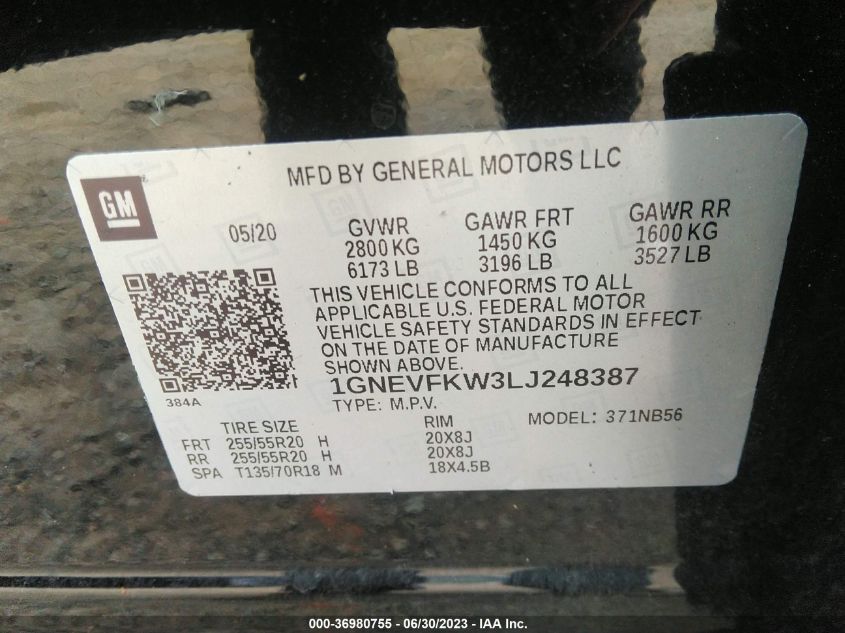 MFD BY GENERAL MOTORS LLC
GM
05/20
GVWR GAWR FRT GAWR RR
2800 KG 1450 KG 1600 KG
6173 LB 3196 LB 3527 LB
THIS VEHICLE CONFORMS TO ALL
APPLICABLE U.S. FEDERAL MOTOR
VEHICLE SAFETY STANDARDS IN EFFECT
ON THE DATE OF MANUFACTURE
SHOWN ABOVE.
1GNEVFKW3LJ248387
384A
TYPE: M.P.V. MODEL: 371NB56
TIRE SIZE RIM
FRT 255/55R20 H 20X8J
RR 255/55R20 H 20X8J
SPA T135/70R18 M 18X4.5B
000-36980755 - 06/30/2023 - IAA Inc.